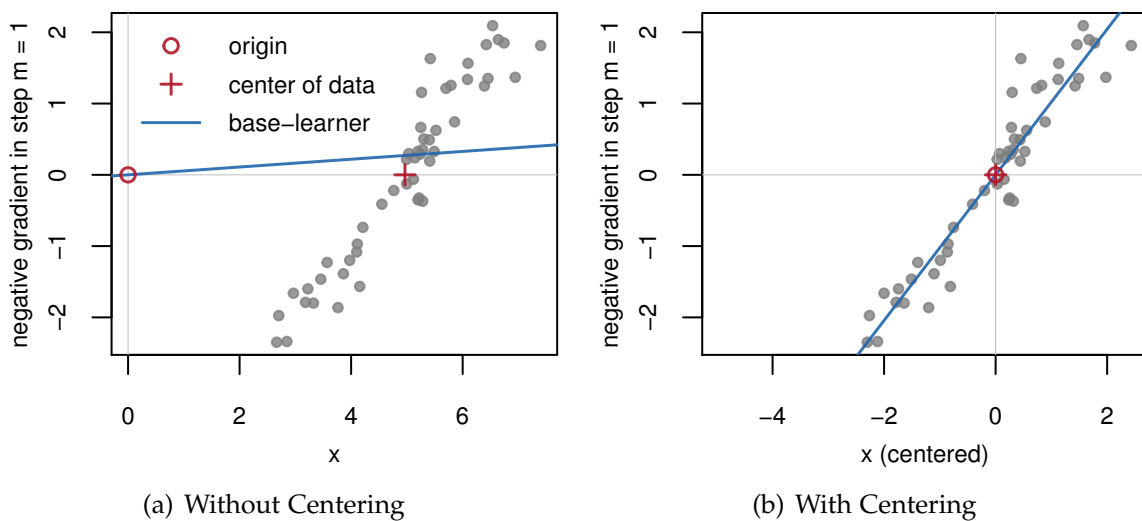 negative gradient in step m = 1
2
1
0
−1
−2
origin
center of data
base−learner
0
2
4
6
x
(a) Without Centering
negative gradient in step m = 1
2
1
0
−1
−2
−4
−2
0
2
x (centered)
(b) With Centering